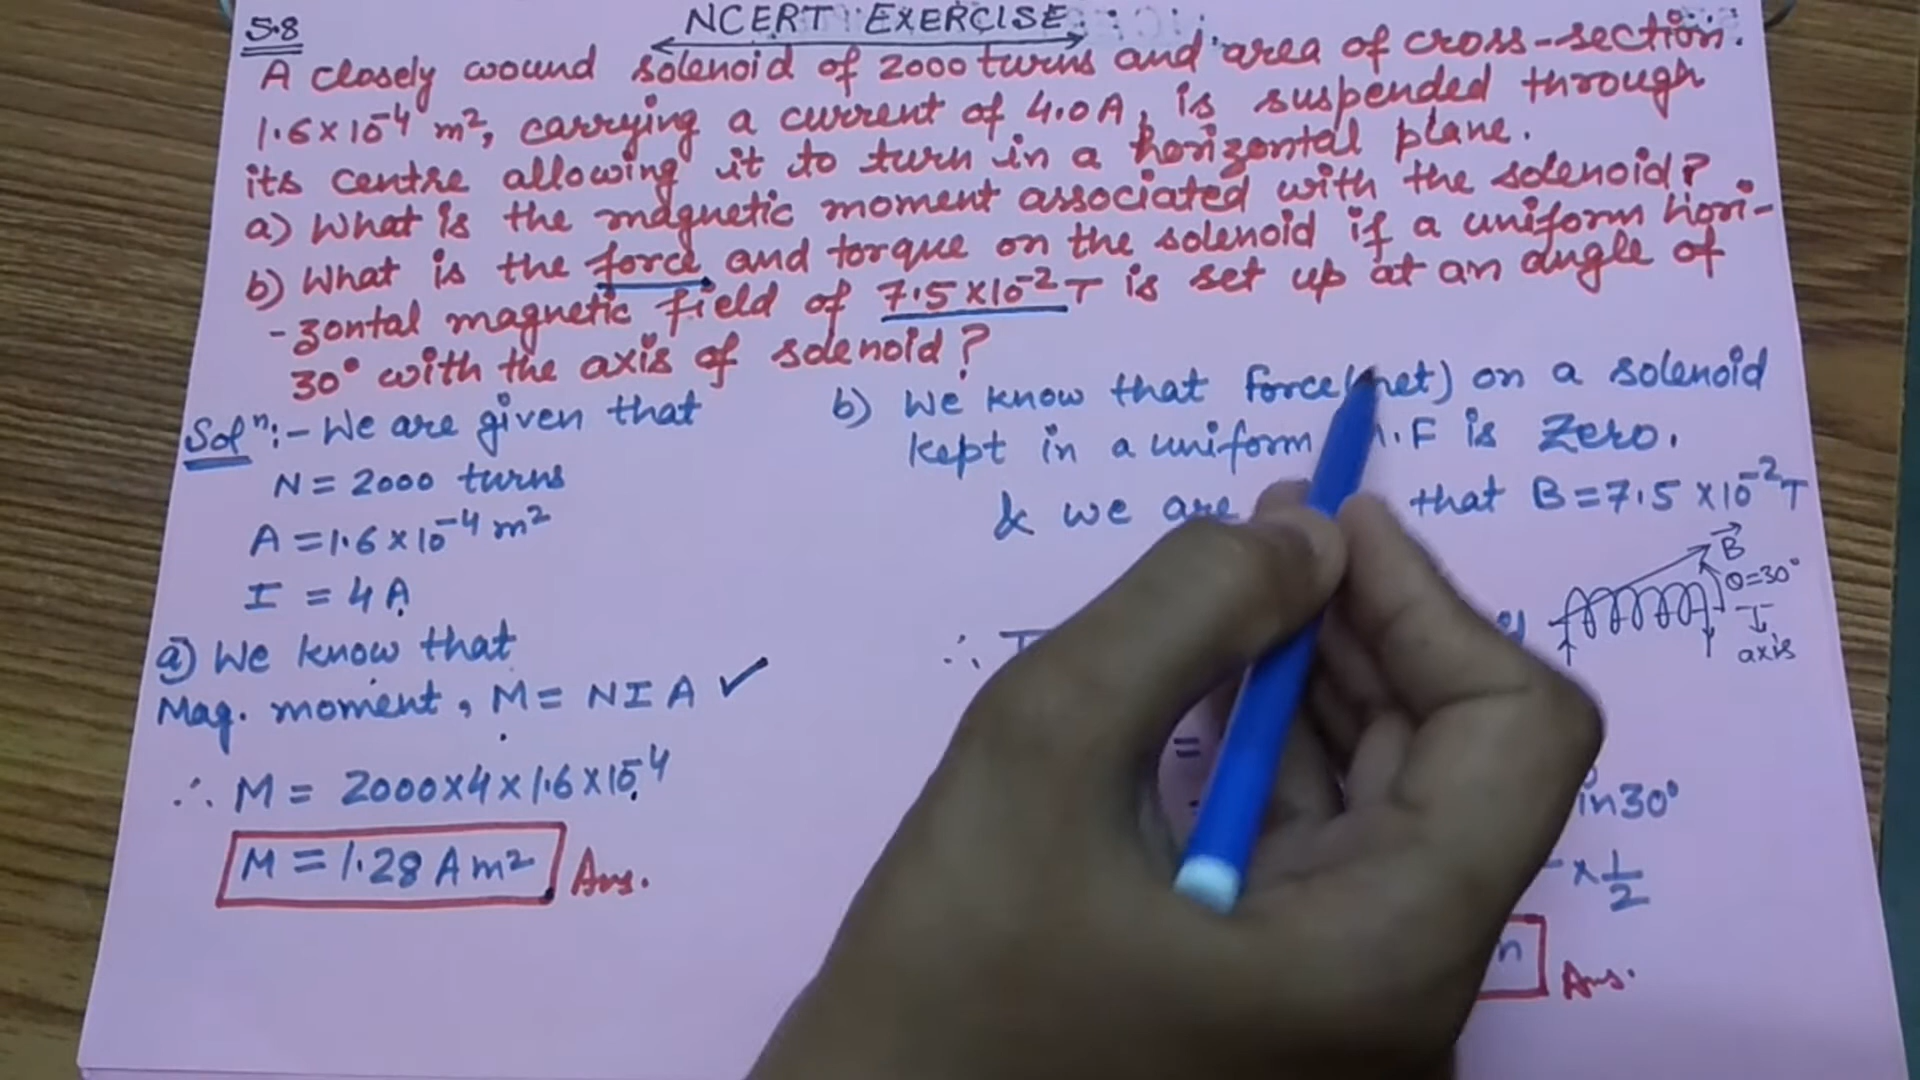 5.8
NCERT EXERCISE
A closely wound solenoid of 2000 turns and area of cross-section.
1.6×10⁻⁴ m², carrying a current of 4.0A, is suspended through
its centre allowing it to turn in a horizontal plane.
a) What is the magnetic moment associated with the solenoid?
b) What is the force and torque on the solenoid if a uniform hori-
-zontal magnetic field of 7.5×10⁻²T is set up at an angle of
30° with the axis of solenoid?
Solⁿ:- We are given that
N = 2000 turns
A = 1.6×10⁻⁴ m²
I = 4A
a) We know that
Mag. moment, M = NIA ✓
∴ M = 2000×4×1.6×10⁻⁴
M = 1.28 Am² Ans.
b) We know that force(net) on a solenoid
kept in a uniform .F is Zero.
& we are that B = 7.5×10⁻²T
B
θ=30°
axis
∴
=
in30°
× 1/2
Ans.